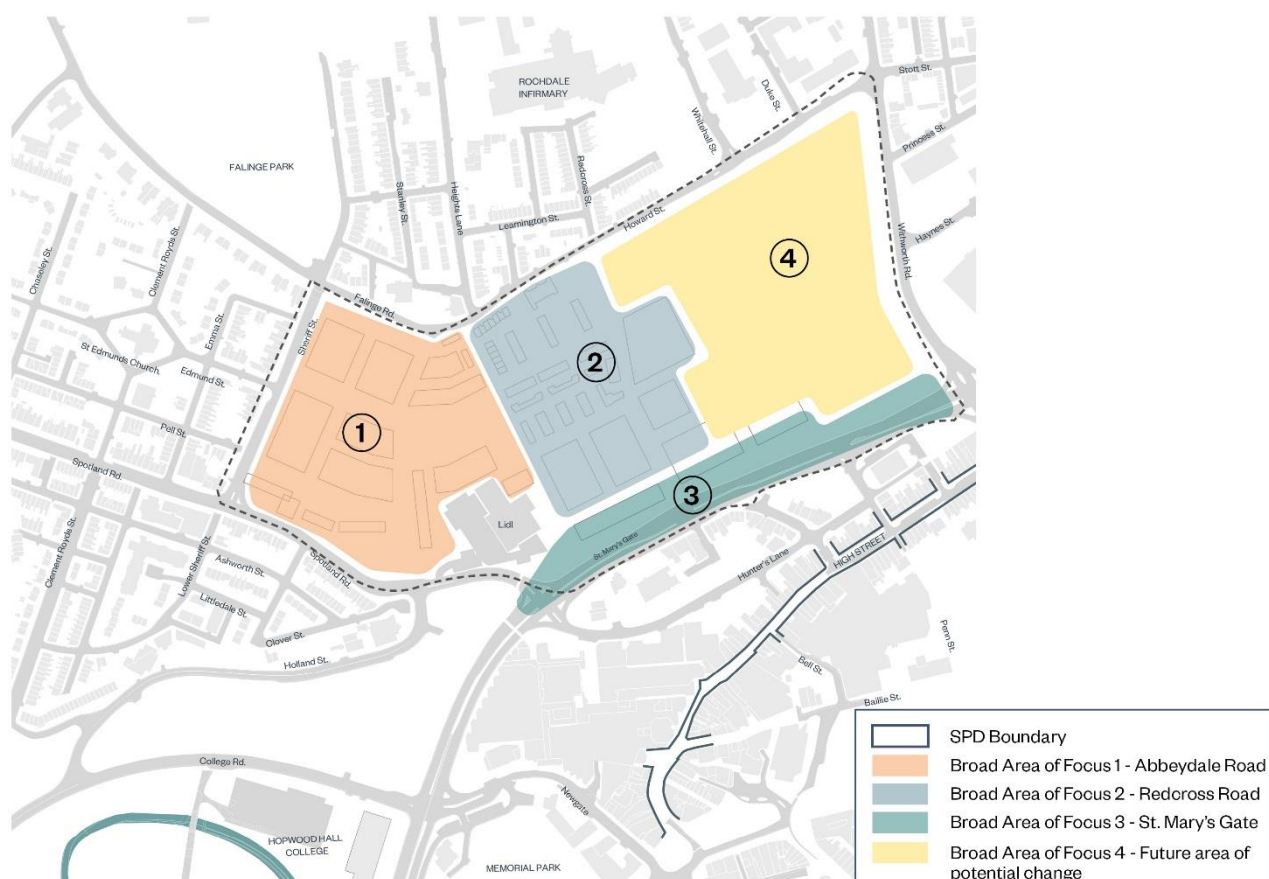 Stott St.
ROCHDALE
INFIRMARY
Duke St.
Whitehall St.
Princess St.
FALINGE PARK
Radcross St.
Stanley St.
Heights Lane
Leamington St.
Howard St.
Withworth Rd.
Haynes St.
Chaseley St.
Clement Royds St.
4
Falinge Rd.
Sheriff St.
Emma St.
St Edmunds Church.
Edmund St.
2
1
Pell St.
Spotland Rd.
3
Lidl
St. Mary's Gate
HIGH STREET
Hunter's Lane
Clement Royds St.
Lower Sheriff St.
Ashworth St.
Spotland Rd.
Littledale St.
Clover St.
Holland St.
Penn St.
Bell St.
Baillie St.
SPD Boundary
Broad Area of Focus 1 - Abbeydale Road
Broad Area of Focus 2 - Redcross Road
Broad Area of Focus 3 - St. Mary's Gate
Broad Area of Focus 4 - Future area of
potential change
College Rd.
Newgate
HOPWOOD HALL
COLLEGE
MEMORIAL PARK